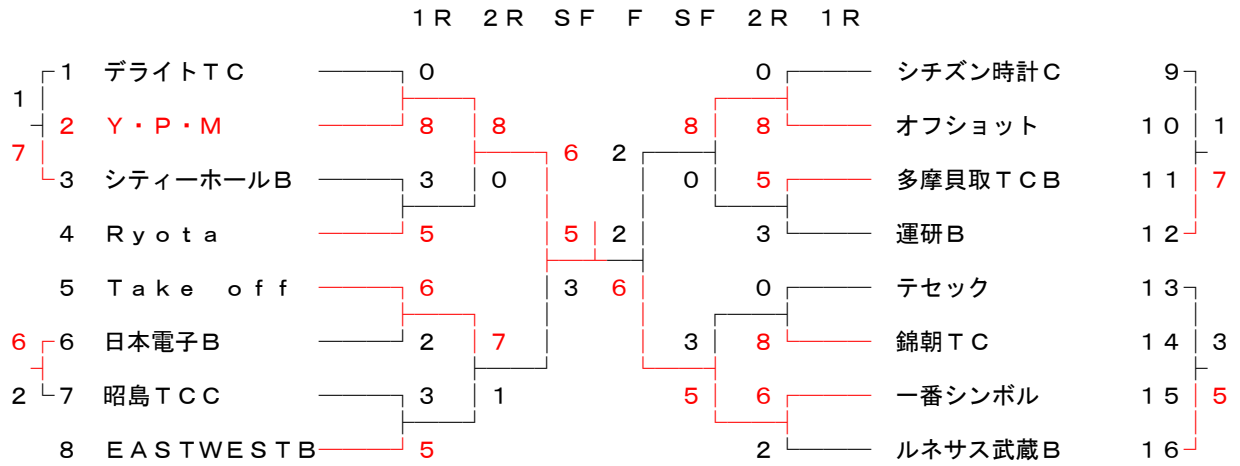 １Ｒ ２Ｒ ＳＦ Ｆ ＳＦ ２Ｒ １Ｒ
１ デライトＴＣ ０ ０ シチズン時計Ｃ ９
１
２ Ｙ・Ｐ・Ｍ ８ ８ ８ ８ オフショット １０ １
７ ６ ２
３ シティーホールＢ ３ ０ ０ ５ 多摩貝取ＴＣＢ １１ ７
４ Ｒｙｏｔａ ５ ５ ２ ３ 運研Ｂ １２
５ Ｔａｋｅ　ｏｆｆ ６ ３ ６ ０ テセック １３
６ ６ 日本電子Ｂ ２ ７ ３ ８ 錦朝ＴＣ １４ ３
２ ７ 昭島ＴＣＣ ３ １ ５ ６ 一番シンボル １５ ５
８ ＥＡＳＴＷＥＳＴＢ ５ ２ ルネサス武蔵Ｂ １６